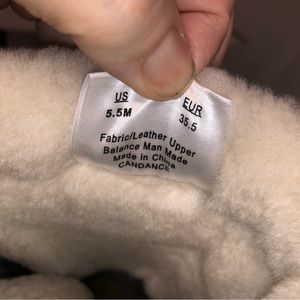 US EUR
5.5M 35.5
Fabric/Leather Upper
Balance Man Made
Made in China
CANDANCE